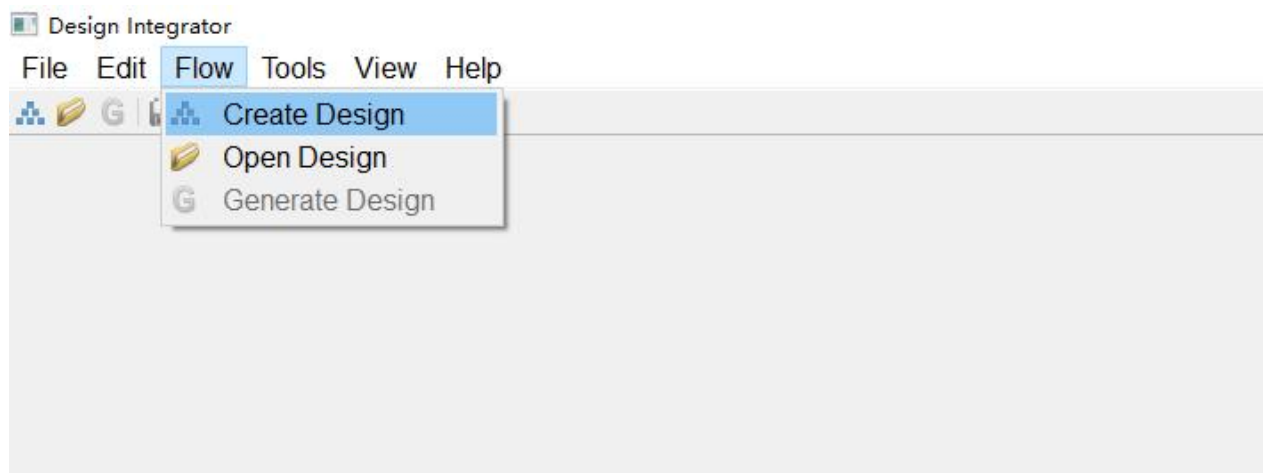 Design Integrator
File Edit Flow Tools View Help
G
Create Design
Open Design
G Generate Design